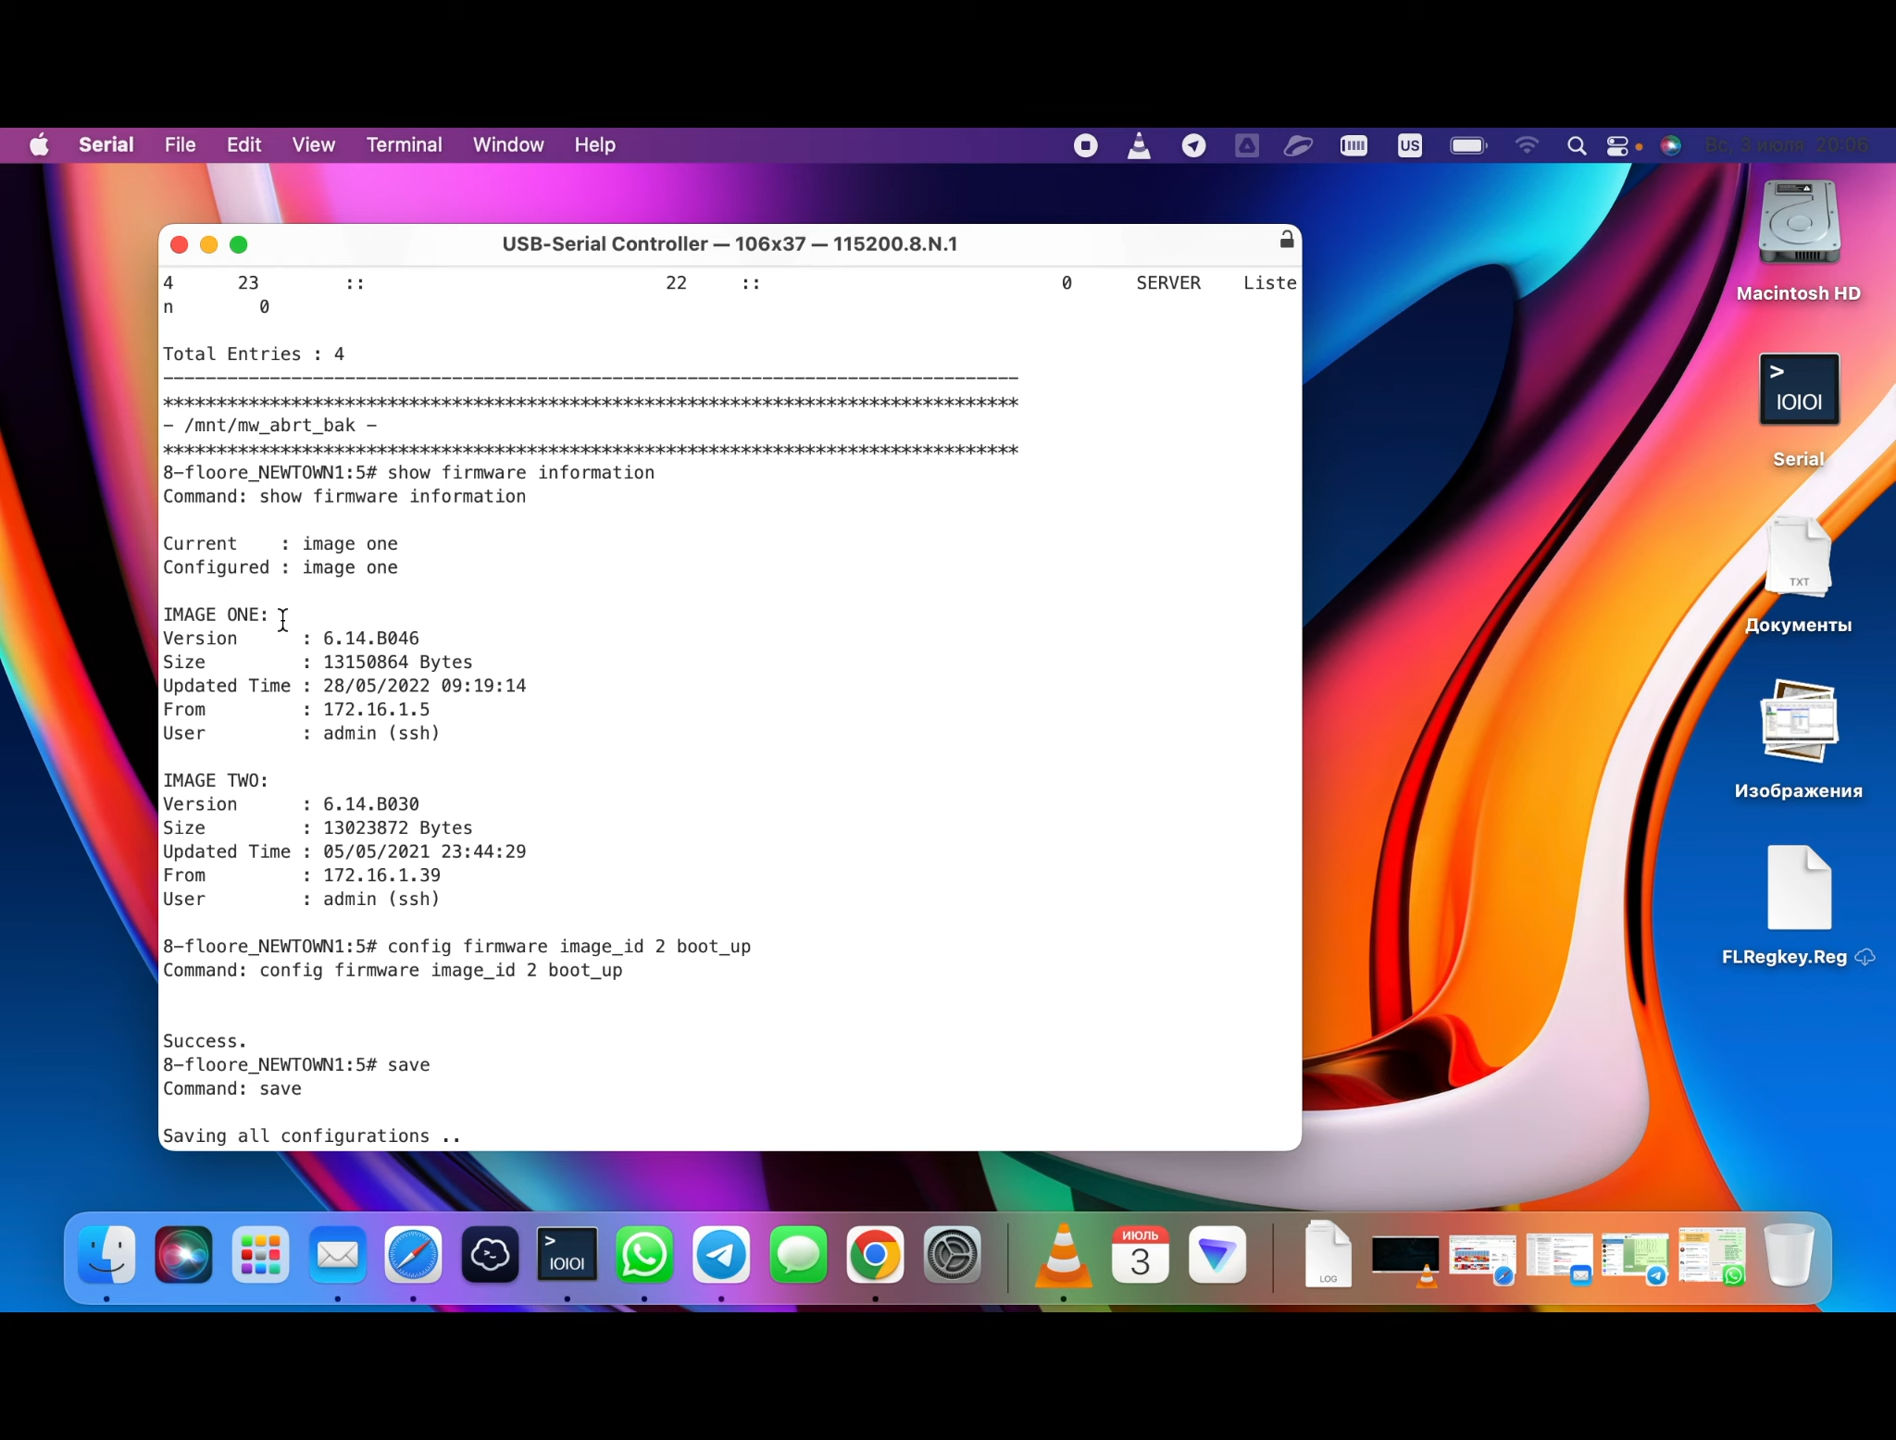 Serial File Edit View Terminal Window Help US Вс, 3 июля 20:06
USB-Serial Controller — 106x37 — 115200.8.N.1
4 23 :: 22 :: 0 SERVER Liste
n 0
Total Entries : 4
--------------------------------------------------------------------------------
********************************************************************************
- /mnt/mw_abrt_bak -
********************************************************************************
8-floore_NEWTOWN1:5# show firmware information
Command: show firmware information
Current : image one
Configured : image one
IMAGE ONE:
Version : 6.14.B046
Size : 13150864 Bytes
Updated Time : 28/05/2022 09:19:14
From : 172.16.1.5
User : admin (ssh)
IMAGE TWO:
Version : 6.14.B030
Size : 13023872 Bytes
Updated Time : 05/05/2021 23:44:29
From : 172.16.1.39
User : admin (ssh)
8-floore_NEWTOWN1:5# config firmware image_id 2 boot_up
Command: config firmware image_id 2 boot_up
Success.
8-floore_NEWTOWN1:5# save
Command: save
Saving all configurations ..
Macintosh HD
>
IOIOI
Serial
TXT
Документы
Изображения
FLRegkey.Reg
>
IOIOI
ИЮЛЬ
3
LOG